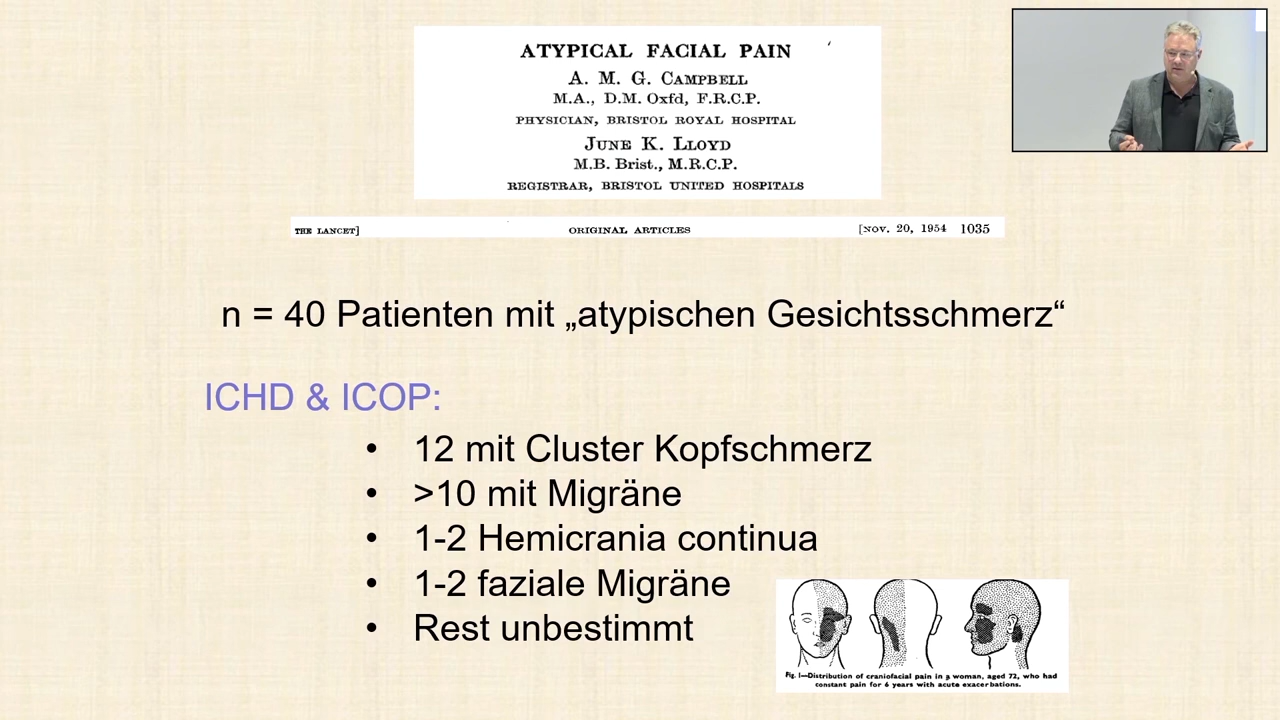 ATYPICAL FACIAL PAIN
A. M. G. CAMPBELL
M.A., D.M. Oxfd, F.R.C.P.
PHYSICIAN, BRISTOL ROYAL HOSPITAL
JUNE K. LLOYD
M.B. Brist., M.R.C.P.
REGISTRAR, BRISTOL UNITED HOSPITALS
THE LANCET] ORIGINAL ARTICLES [NOV. 20, 1954 1035
n = 40 Patienten mit „atypischen Gesichtsschmerz“
ICHD & ICOP:
• 12 mit Cluster Kopfschmerz
• >10 mit Migräne
• 1-2 Hemicrania continua
• 1-2 faziale Migräne
• Rest unbestimmt
Fig. 1—Distribution of craniofacial pain in a woman, aged 72, who had
constant pain for 6 years with acute exacerbations.